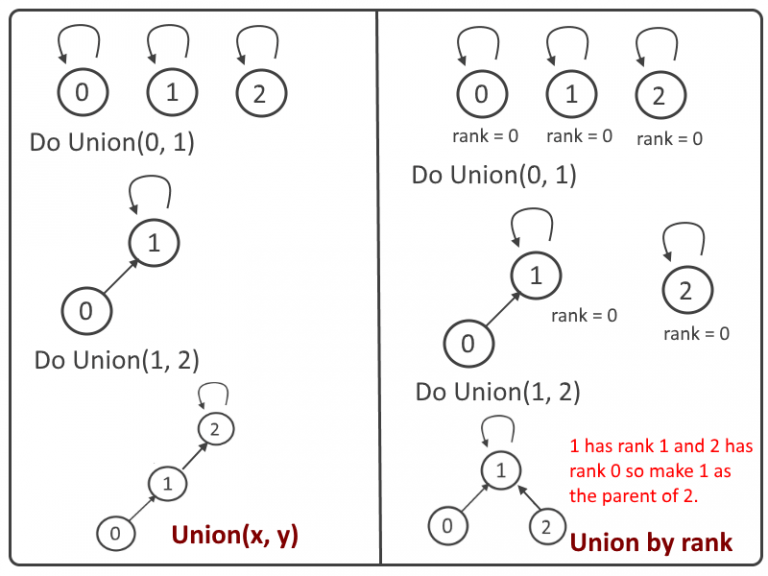 0 1 2
Do Union(0, 1)
1
0
Do Union(1, 2)
2
1
0
Union(x, y)
0 1 2
rank = 0 rank = 0 rank = 0
Do Union(0, 1)
1
2
rank = 0
rank = 0
0
Do Union(1, 2)
1
0
2
1 has rank 1 and 2 has
rank 0 so make 1 as
the parent of 2.
Union by rank